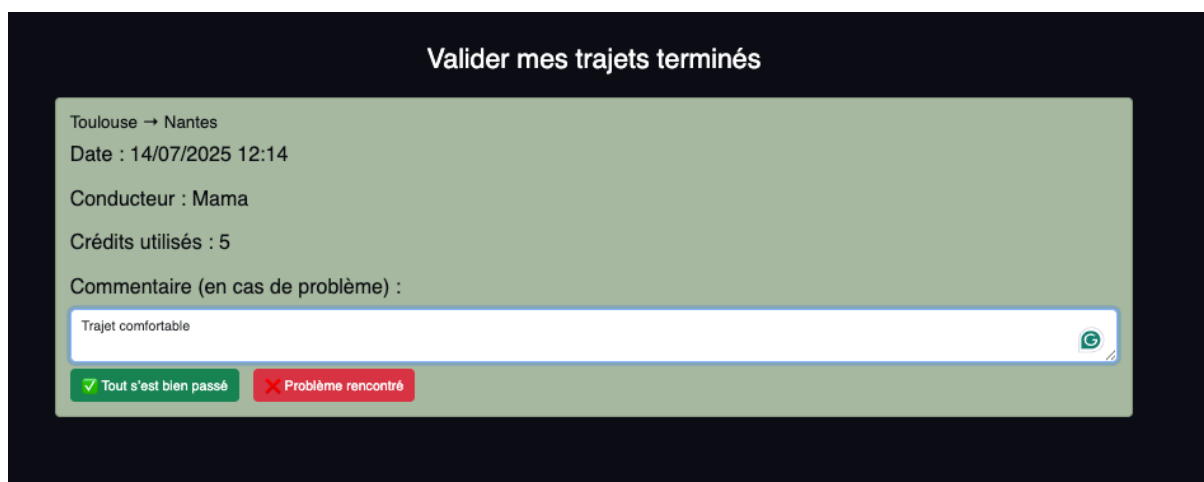 Valider mes trajets terminés
Toulouse → Nantes
Date : 14/07/2025 12:14
Conducteur : Mama
Crédits utilisés : 5
Commentaire (en cas de problème) :
Trajet comfortable
✅ Tout s'est bien passé ❌ Problème rencontré